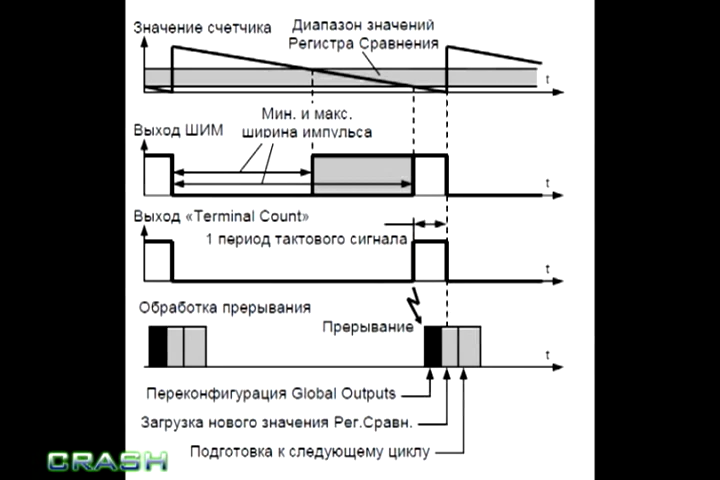 Значение счетчика
Диапазон значений
Регистра Сравнения
t
Мин. и макс.
ширина импульса
Выход ШИМ
t
Выход «Terminal Count»
1 период тактового сигнала
t
Обработка прерывания
Прерывание
t
Переконфигурация Global Outputs
Загрузка нового значения Рег.Сравн.
Подготовка к следующему циклу
CRASH